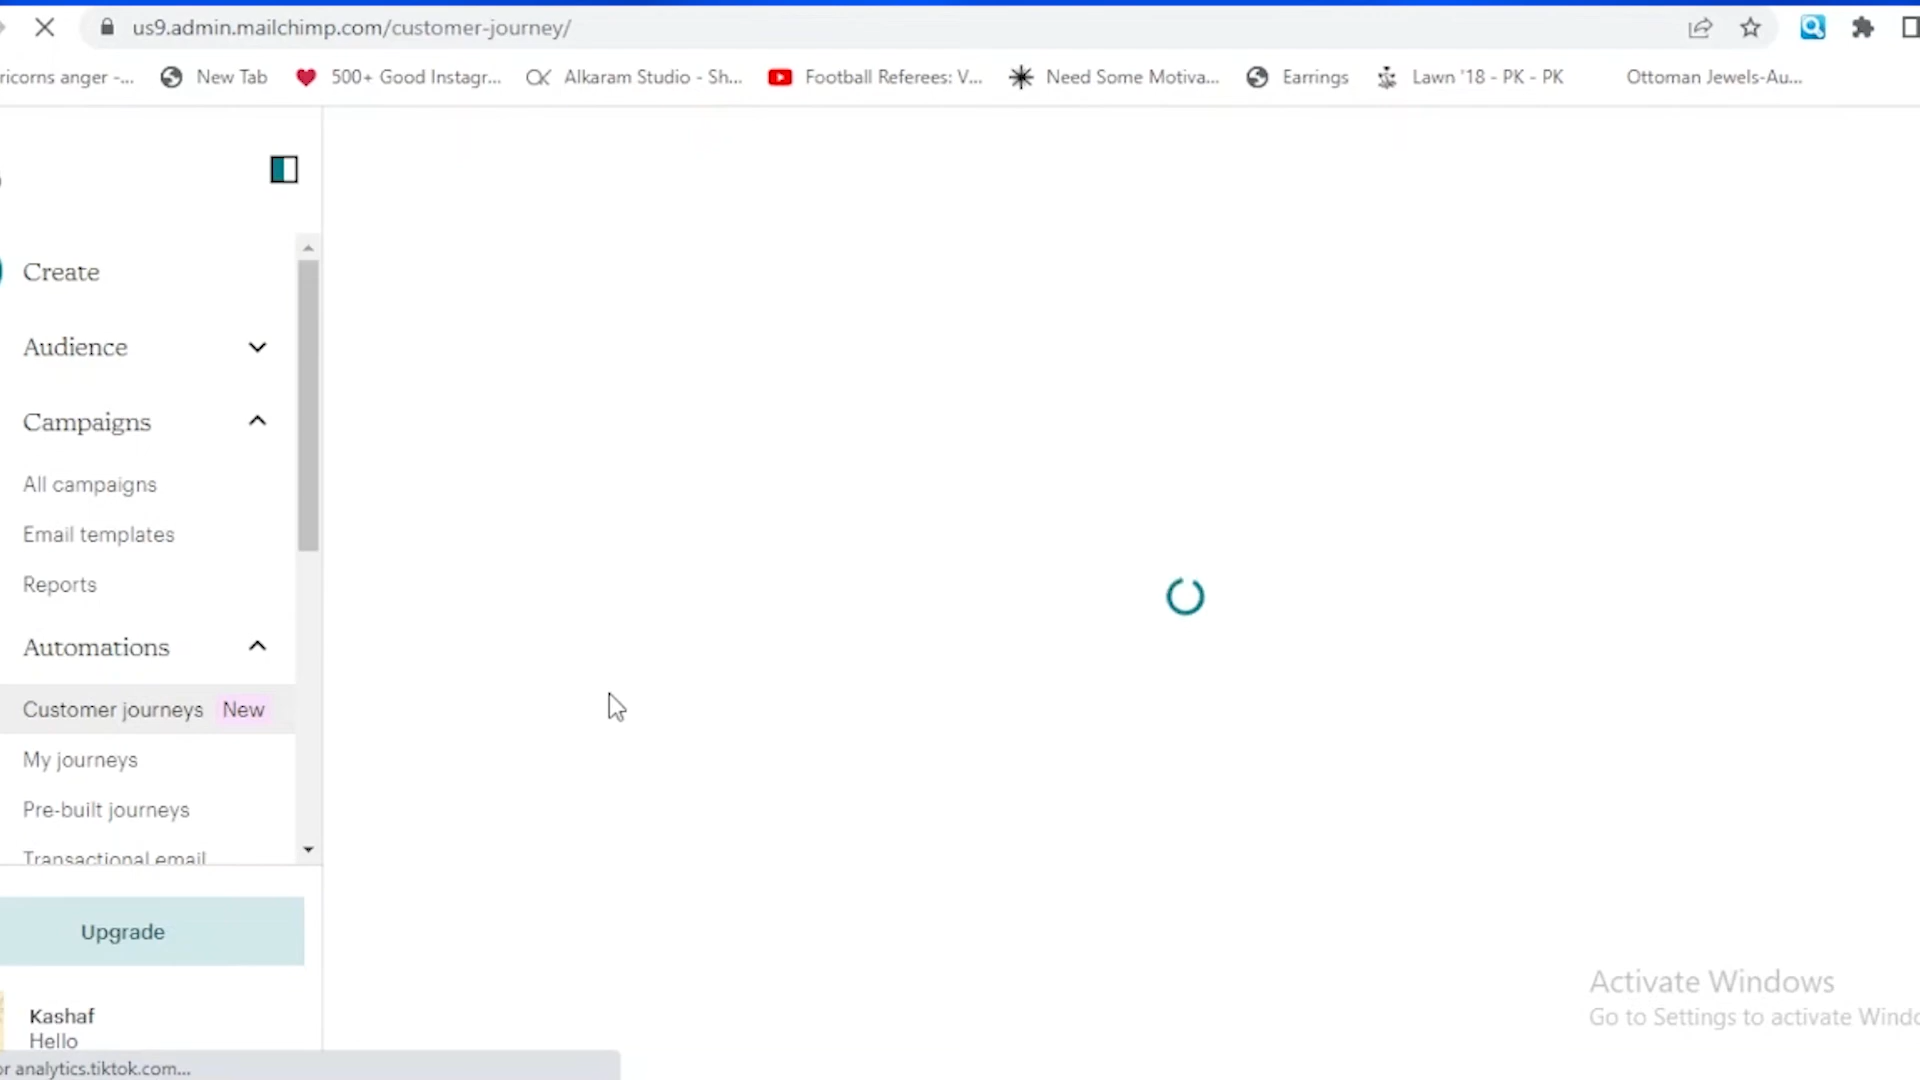 us9.admin.mailchimp.com/customer-journey/
ricorns anger -...
New Tab
500+ Good Instagr...
Alkaram Studio - Sh...
Football Referees: V...
Need Some Motiva...
Earrings
Lawn '18 - PK - PK
Ottoman Jewels-Au...
Create
Audience
Campaigns
All campaigns
Email templates
Reports
Automations
Customer journeys New
My journeys
Pre-built journeys
Transactional email
Upgrade
Kashaf
Hello
or analytics.tiktok.com...
Activate Windows
Go to Settings to activate Windo